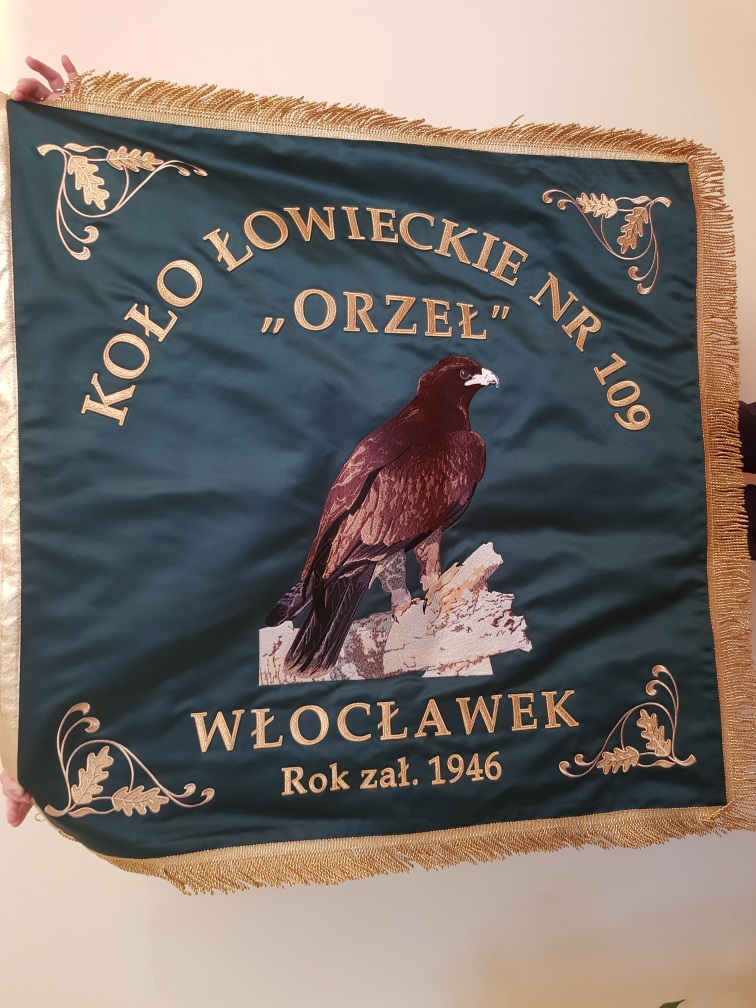 KOŁO ŁOWIECKIE NR 109
„ORZEŁ"
WŁOCŁAWEK
Rok zał. 1946